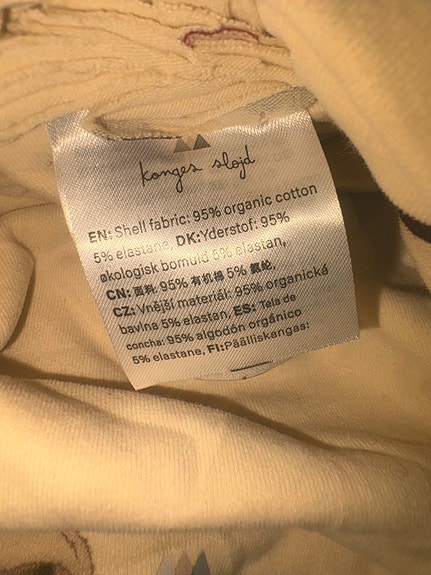 konges sløjd
EN: Shell fabric: 95% organic cotton
5% elastane, DK:Yderstof: 95%
økologisk bomuld 5% elastan,
CN: 面料, 95% 有机棉 5% 氨纶,
CZ: Vnější materiál: 95% organická
bavlna 5% elastan, ES: Tela de
concha: 95% algodón orgánico
5% elastane, FI:Päälliskangas: